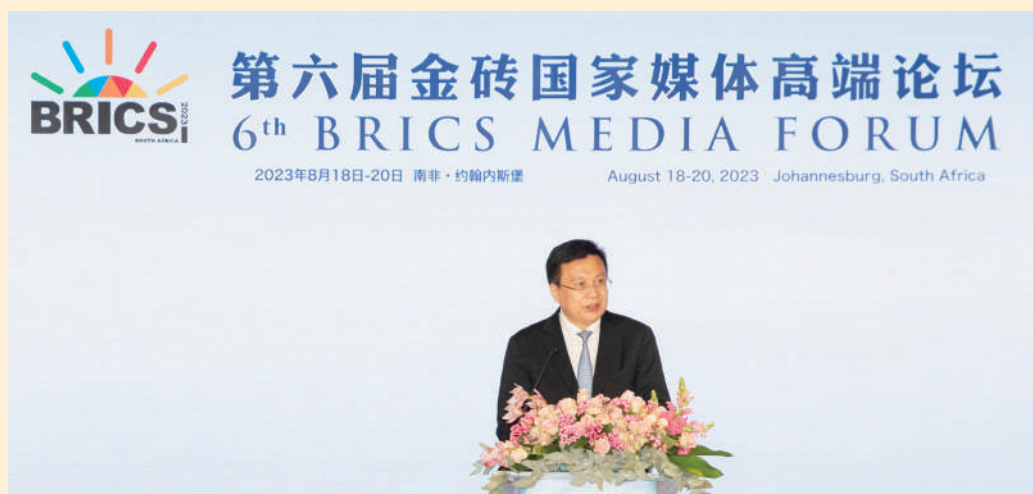 BRICS
2023
SOUTH AFRICA
第六届金砖国家媒体高端论坛
6th BRICS MEDIA FORUM
2023年8月18日-20日 南非·约翰内斯堡 August 18-20, 2023 Johannesburg, South Africa